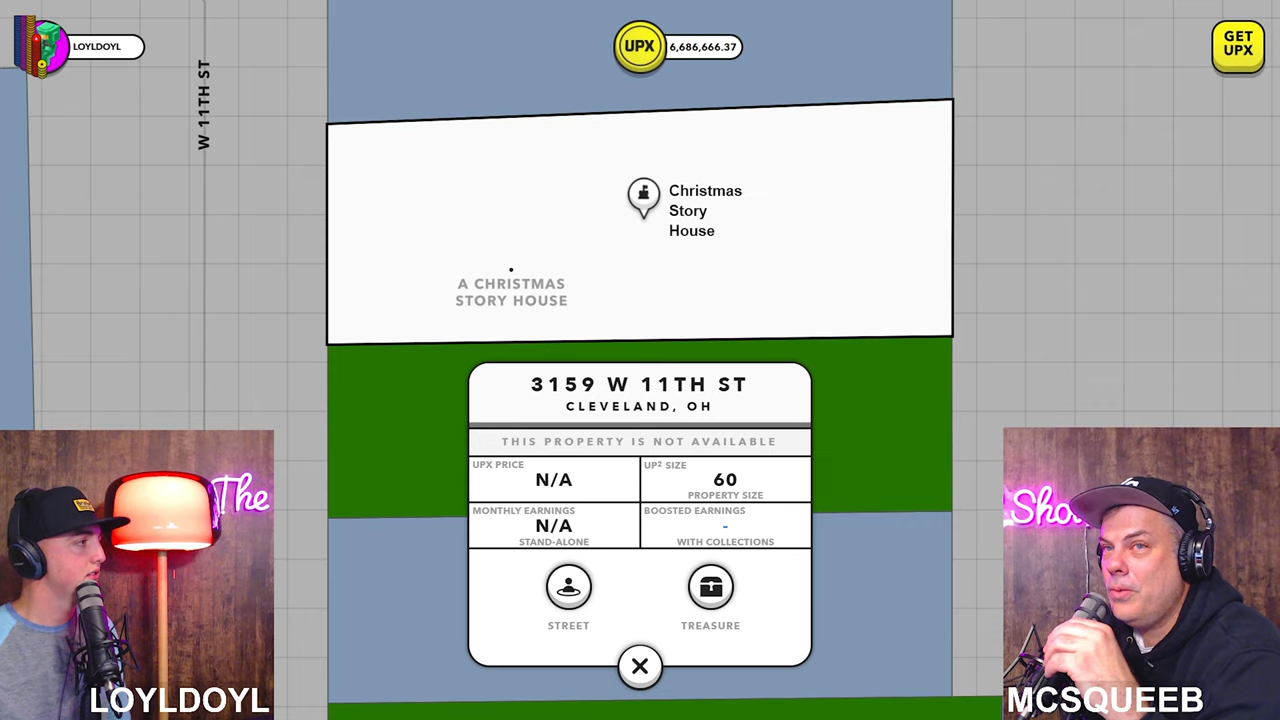 LOYLDOYL
UPX
6,686,666.37
GET
UPX
W 11TH ST
Christmas
Story
House
A CHRISTMAS
STORY HOUSE
3159 W 11TH ST
CLEVELAND, OH
THIS PROPERTY IS NOT AVAILABLE
UPX PRICE
N/A
UP² SIZE
60
PROPERTY SIZE
MONTHLY EARNINGS
N/A
STAND-ALONE
BOOSTED EARNINGS
-
WITH COLLECTIONS
STREET
TREASURE
The
LOYLDOYL
MCSQUEEB